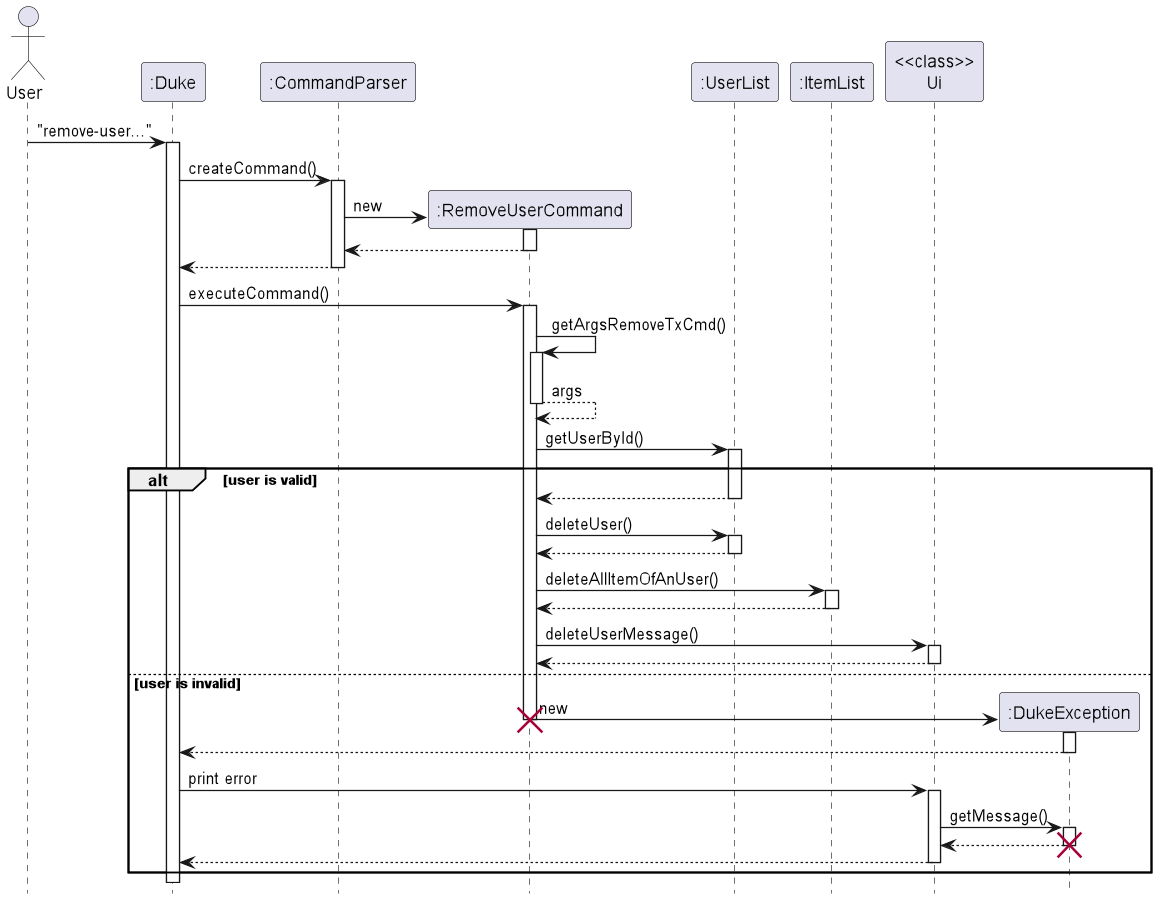 User
:Duke
:CommandParser
:UserList
:ItemList
<<class>>
Ui
"remove-user..."
createCommand()
new
:RemoveUserCommand
executeCommand()
getArgsRemoveTxCmd()
args
getUserById()
alt
[user is valid]
deleteUser()
deleteAllItemOfAnUser()
deleteUserMessage()
[user is invalid]
new
:DukeException
print error
getMessage()